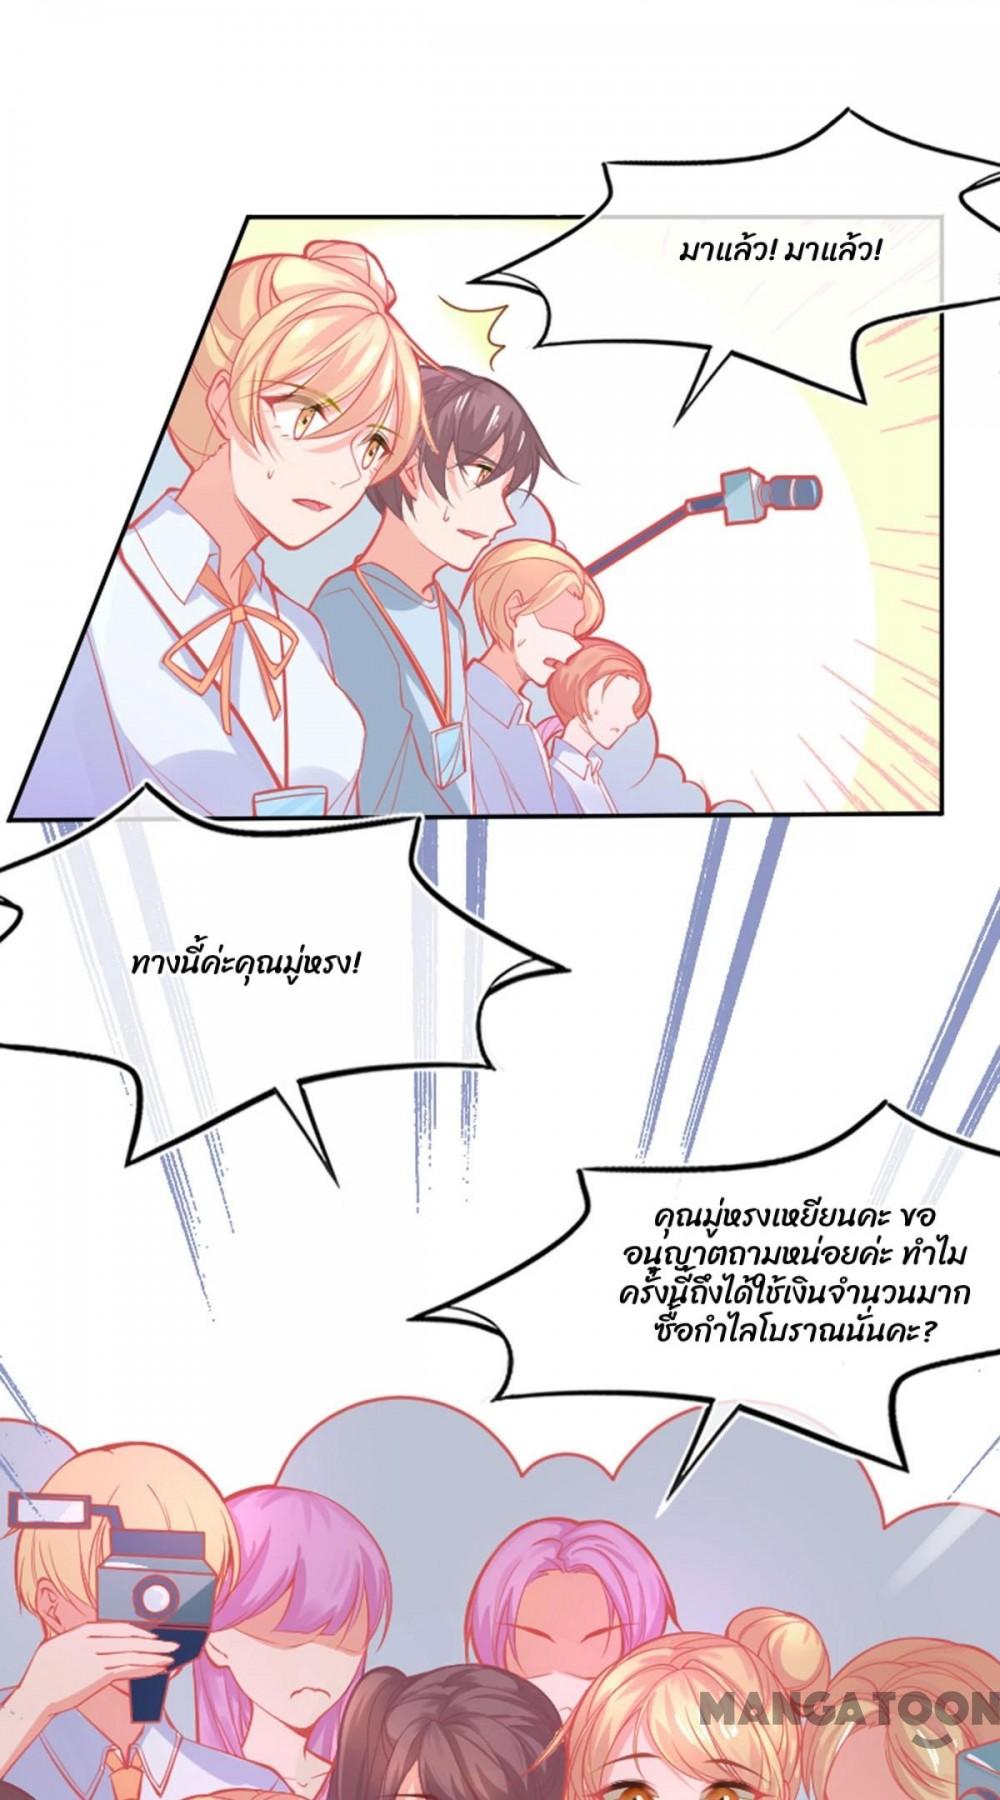 มาแล้ว! มาแล้ว!
ทางนี้ค่ะคุณมู่หรง!
คุณมู่หรงเหยียนคะ ขอ
อนุญาตถามหน่อยค่ะ ทำไม
ครั้งนี้ถึงได้ใช้เงินจำนวนมาก
ซื้อกำไลโบราณนั่นคะ?
MANGATOON